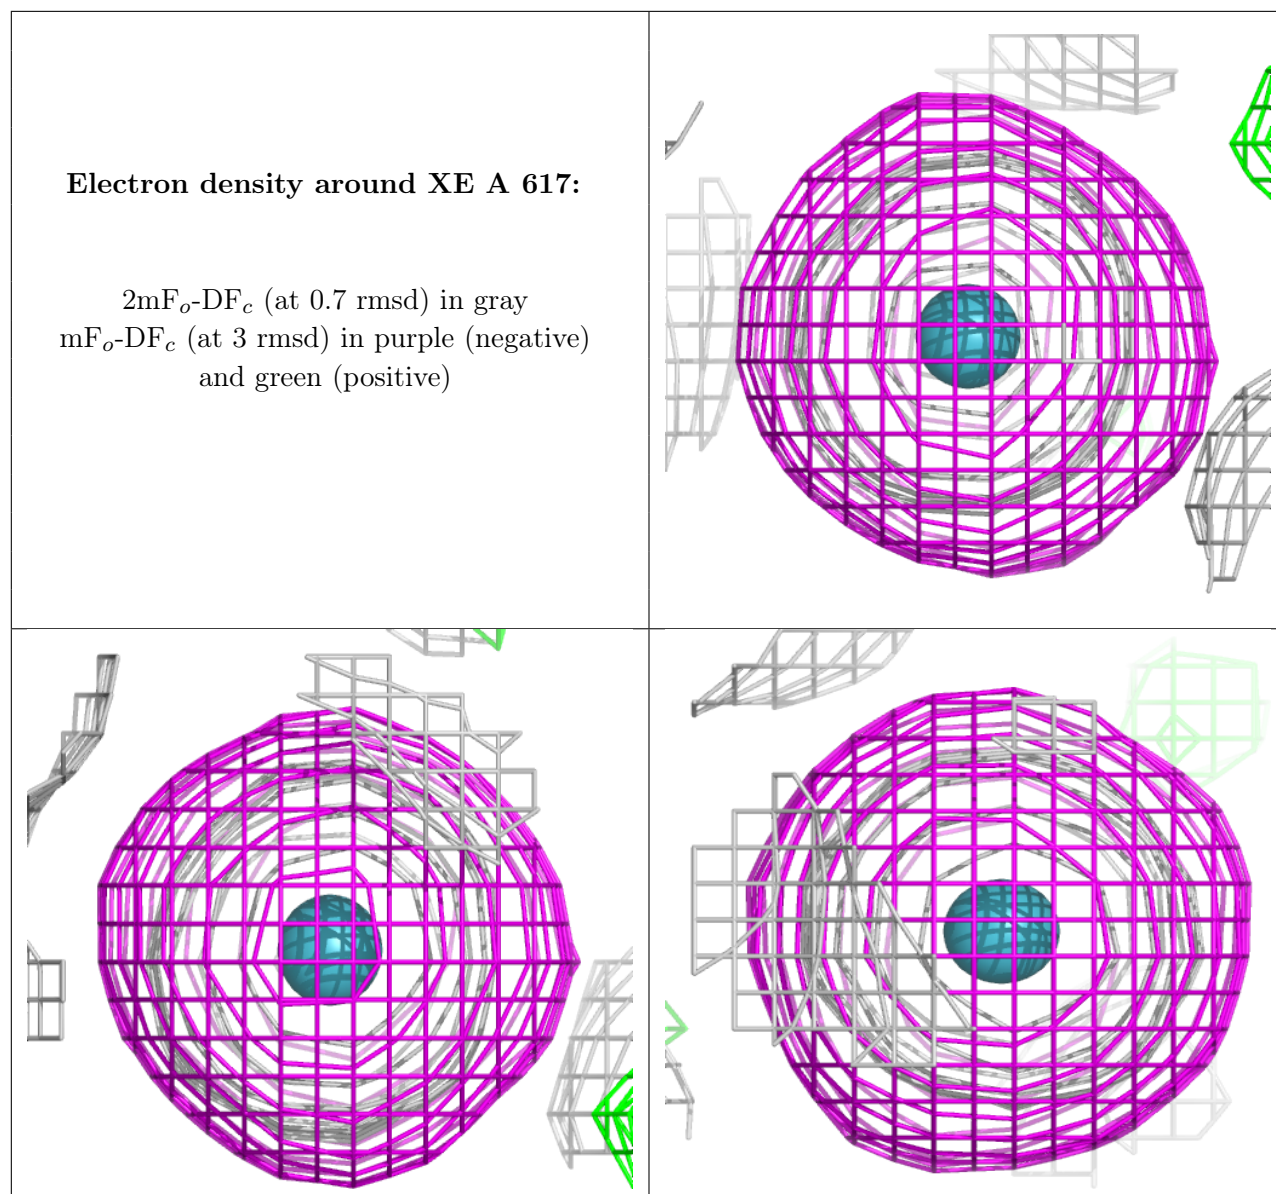 Electron density around XE A 617:
2mFo-DFc (at 0.7 rmsd) in gray
mFo-DFc (at 3 rmsd) in purple (negative)
and green (positive)